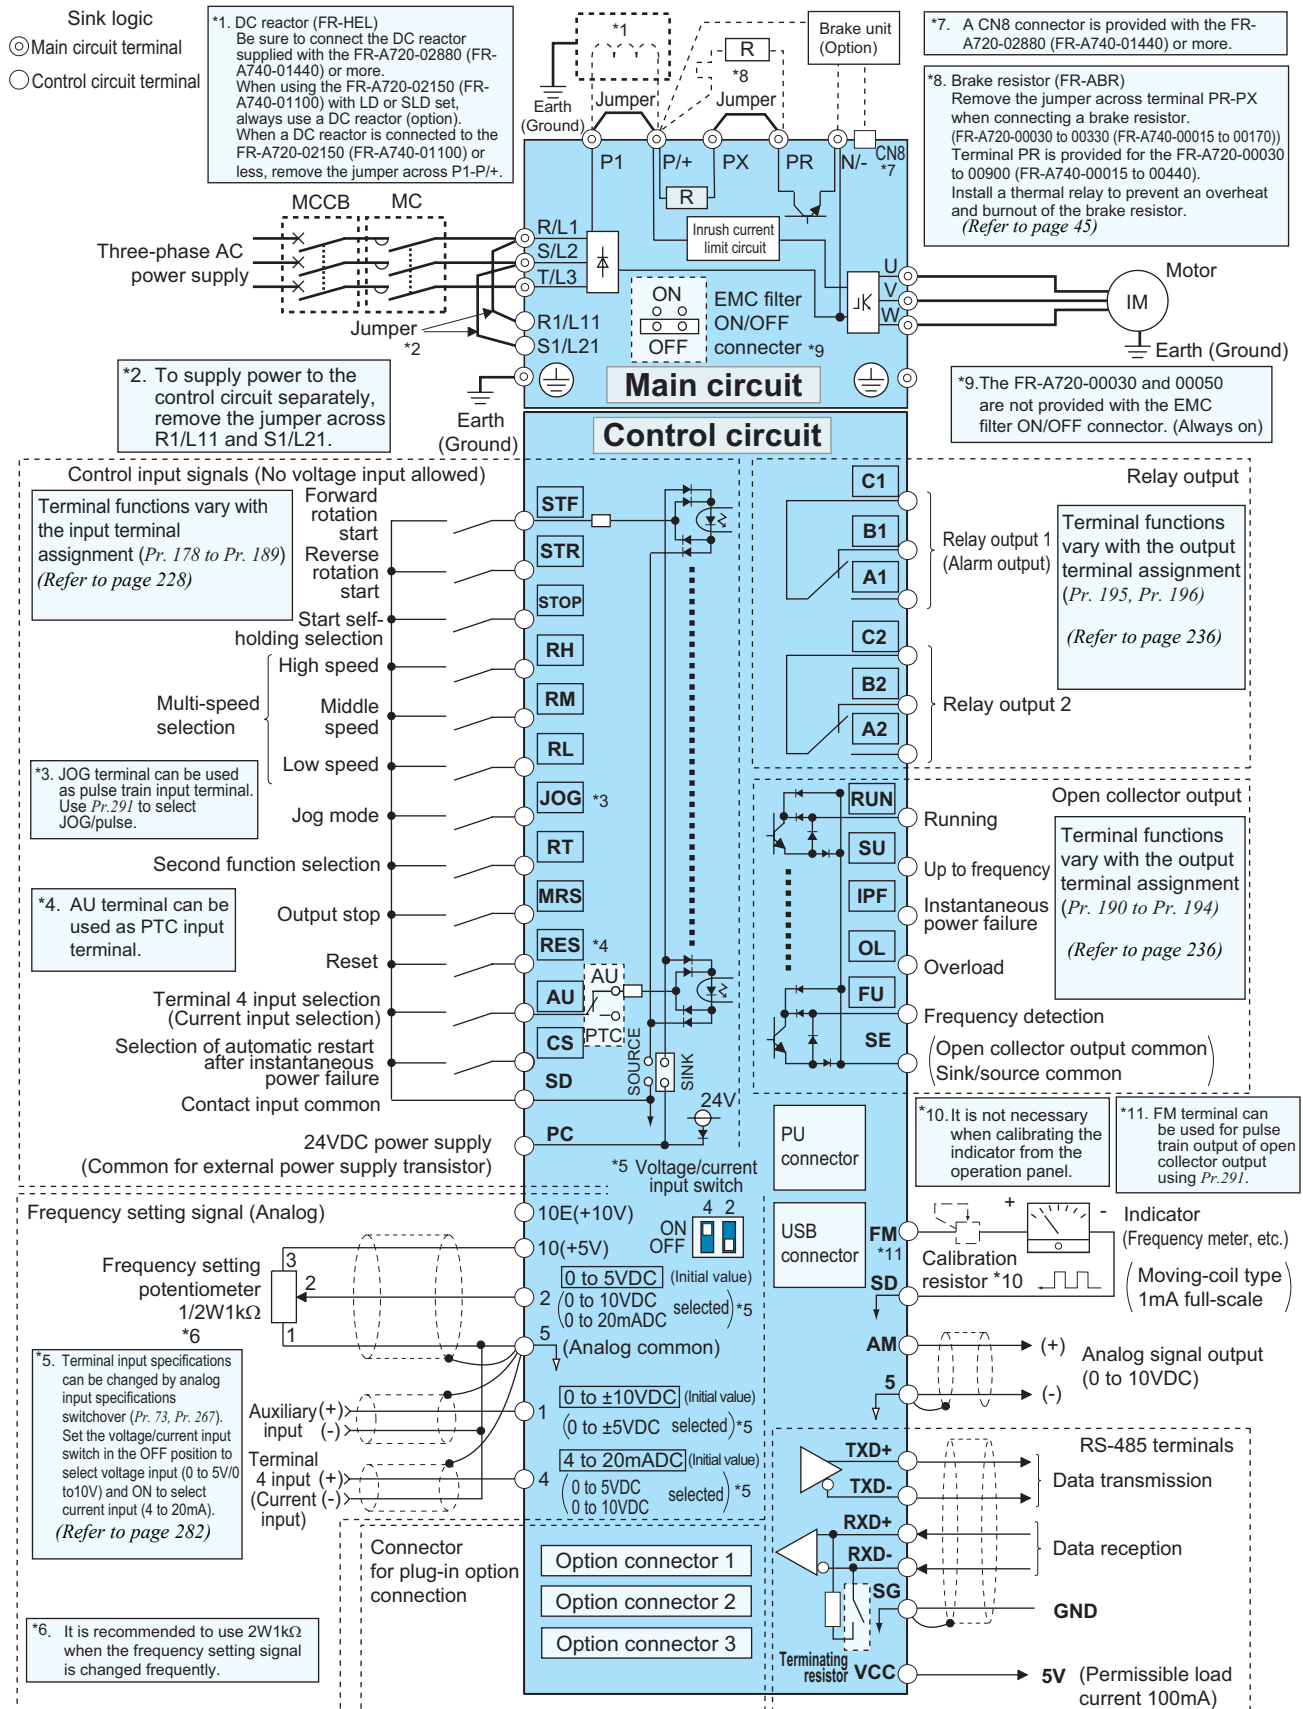 Sink logic
Main circuit terminal
Control circuit terminal
*1. DC reactor (FR-HEL)
Be sure to connect the DC reactor
supplied with the FR-A720-02880 (FR-
A740-01440) or more.
When using the FR-A720-02150 (FR-
A740-01100) with LD or SLD set,
always use a DC reactor (option).
When a DC reactor is connected to the
FR-A720-02150 (FR-A740-01100) or
less, remove the jumper across P1-P/+.
*1
Earth
(Ground)
Jumper
R
*8
Jumper
Brake unit
(Option)
*7. A CN8 connector is provided with the FR-
A720-02880 (FR-A740-01440) or more.
*8. Brake resistor (FR-ABR)
Remove the jumper across terminal PR-PX
when connecting a brake resistor.
(FR-A720-00030 to 00330 (FR-A740-00015 to 00170))
Terminal PR is provided for the FR-A720-00030
to 00900 (FR-A740-00015 to 00440).
Install a thermal relay to prevent an overheat
and burnout of the brake resistor.
(Refer to page 45)
P1
P/+
PX
PR
N/-
CN8
*7
R
Inrush current
limit circuit
MCCB
MC
Three-phase AC
power supply
R/L1
S/L2
T/L3
R1/L11
S1/L21
Jumper
*2
ON
OFF
EMC filter
ON/OFF
connecter *9
U
V
W
Motor
IM
Earth (Ground)
*2. To supply power to the
control circuit separately,
remove the jumper across
R1/L11 and S1/L21.
Earth
(Ground)
Main circuit
*9.The FR-A720-00030 and 00050
are not provided with the EMC
filter ON/OFF connector. (Always on)
Control circuit
Control input signals (No voltage input allowed)
Terminal functions vary with
the input terminal
assignment (Pr. 178 to Pr. 189)
(Refer to page 228)
Forward
rotation
start
STF
Reverse
rotation
start
STR
Start self-
holding selection
STOP
Multi-speed
selection
High speed
RH
Middle
speed
RM
Low speed
RL
*3. JOG terminal can be used
as pulse train input terminal.
Use Pr.291 to select
JOG/pulse.
Jog mode
JOG *3
Second function selection
RT
*4. AU terminal can be
used as PTC input
terminal.
Output stop
MRS
Reset
RES *4
Terminal 4 input selection
(Current input selection)
AU
AU
PTC
Selection of automatic restart
after instantaneous
power failure
CS
SOURCE
SINK
Contact input common
SD
24VDC power supply
(Common for external power supply transistor)
PC
24V
Relay output
C1
B1
A1
Relay output 1
(Alarm output)
Terminal functions
vary with the output
terminal assignment
(Pr. 195, Pr. 196)
(Refer to page 236)
C2
B2
A2
Relay output 2
Open collector output
RUN
Running
SU
Up to frequency
IPF
Instantaneous
power failure
OL
Overload
FU
Frequency detection
SE
Open collector output common
Sink/source common
Terminal functions
vary with the output
terminal assignment
(Pr. 190 to Pr. 194)
(Refer to page 236)
PU
connector
USB
connector
*10. It is not necessary
when calibrating the
indicator from the
operation panel.
*11. FM terminal can
be used for pulse
train output of open
collector output
using Pr.291.
*5 Voltage/current
input switch
4 2
ON
OFF
Frequency setting signal (Analog)
10E(+10V)
10(+5V)
Frequency setting
potentiometer
1/2W1kΩ
*6
3
2
1
2
0 to 5VDC (Initial value)
(0 to 10VDC
0 to 20mADC selected) *5
5
(Analog common)
FM
*11
SD
+
-
Calibration
resistor *10
Indicator
(Frequency meter, etc.)
(Moving-coil type
1mA full-scale)
AM
5
(+)
(-)
Analog signal output
(0 to 10VDC)
*5. Terminal input specifications
can be changed by analog
input specifications
switchover (Pr. 73, Pr. 267).
Set the voltage/current input
switch in the OFF position to
select voltage input (0 to 5V/0
to10V) and ON to select
current input (4 to 20mA).
(Refer to page 282)
Auxiliary (+)
input (-)
1
0 to ±10VDC (Initial value)
(0 to ±5VDC selected) *5
Terminal
4 input (+)
(Current (-)
input)
4
4 to 20mADC (Initial value)
(0 to 5VDC
0 to 10VDC selected) *5
*6. It is recommended to use 2W1kΩ
when the frequency setting signal
is changed frequently.
Connector
for plug-in option
connection
Option connector 1
Option connector 2
Option connector 3
RS-485 terminals
TXD+
TXD-
Data transmission
RXD+
RXD-
Data reception
SG
GND
Terminating
resistor
VCC
5V (Permissible load
current 100mA)